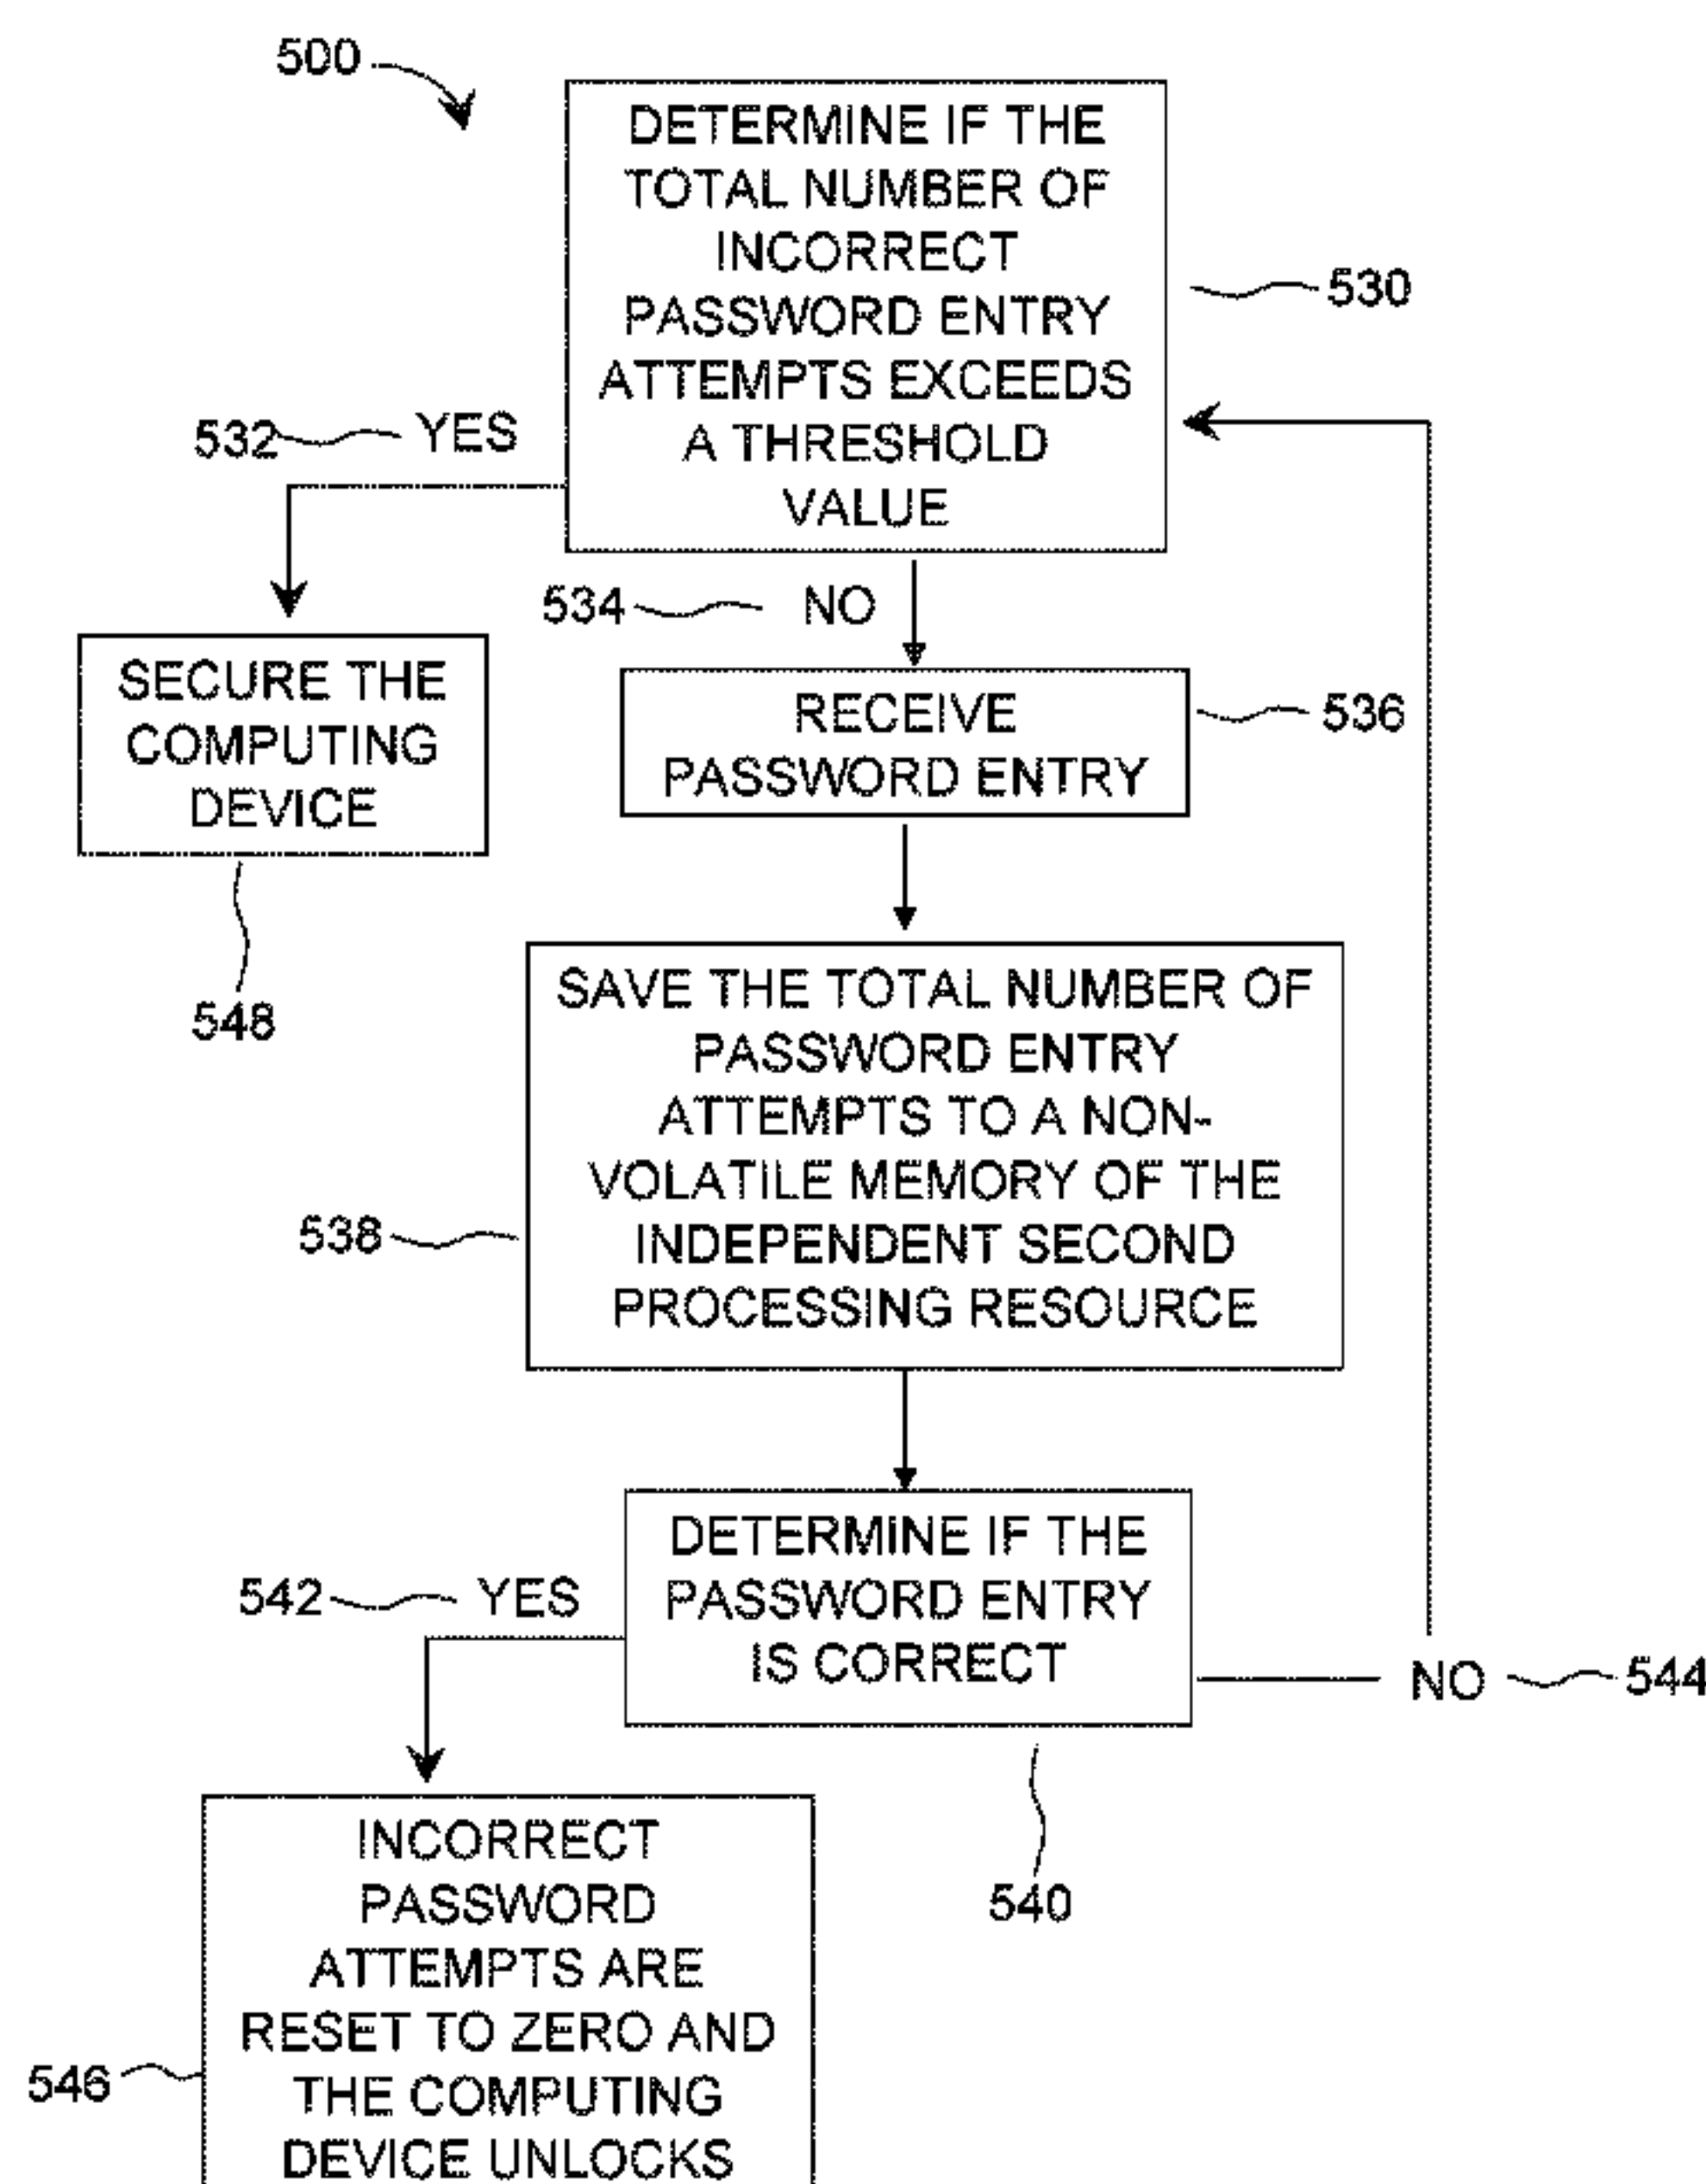 500
DETERMINE IF THE
TOTAL NUMBER OF
INCORRECT
PASSWORD ENTRY
ATTEMPTS EXCEEDS
A THRESHOLD
VALUE
530
532
YES
534
NO
SECURE THE
COMPUTING
DEVICE
548
RECEIVE
PASSWORD ENTRY
536
SAVE THE TOTAL NUMBER OF
PASSWORD ENTRY
ATTEMPTS TO A NON-
VOLATILE MEMORY OF THE
INDEPENDENT SECOND
PROCESSING RESOURCE
538
DETERMINE IF THE
PASSWORD ENTRY
IS CORRECT
540
542
YES
NO
544
INCORRECT
PASSWORD
ATTEMPTS ARE
RESET TO ZERO AND
THE COMPUTING
DEVICE UNLOCKS
546